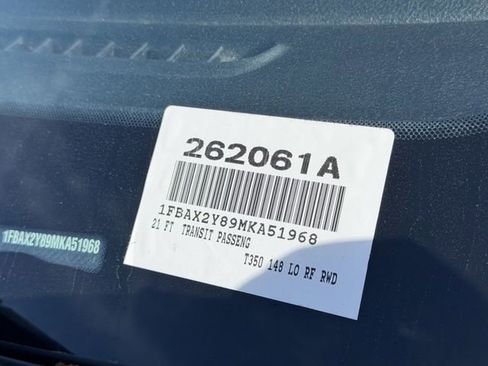 262061A
1FBAX2Y89MKA51968
21 FT TRANSIT PASSENG
T350 148 LO RF RWD
1FBAX2Y89MKA51968